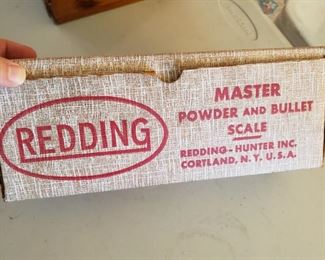 REDDING
MASTER
POWDER AND BULLET
SCALE
REDDING-HUNTER INC.
CORTLAND, N.Y. U.S.A.